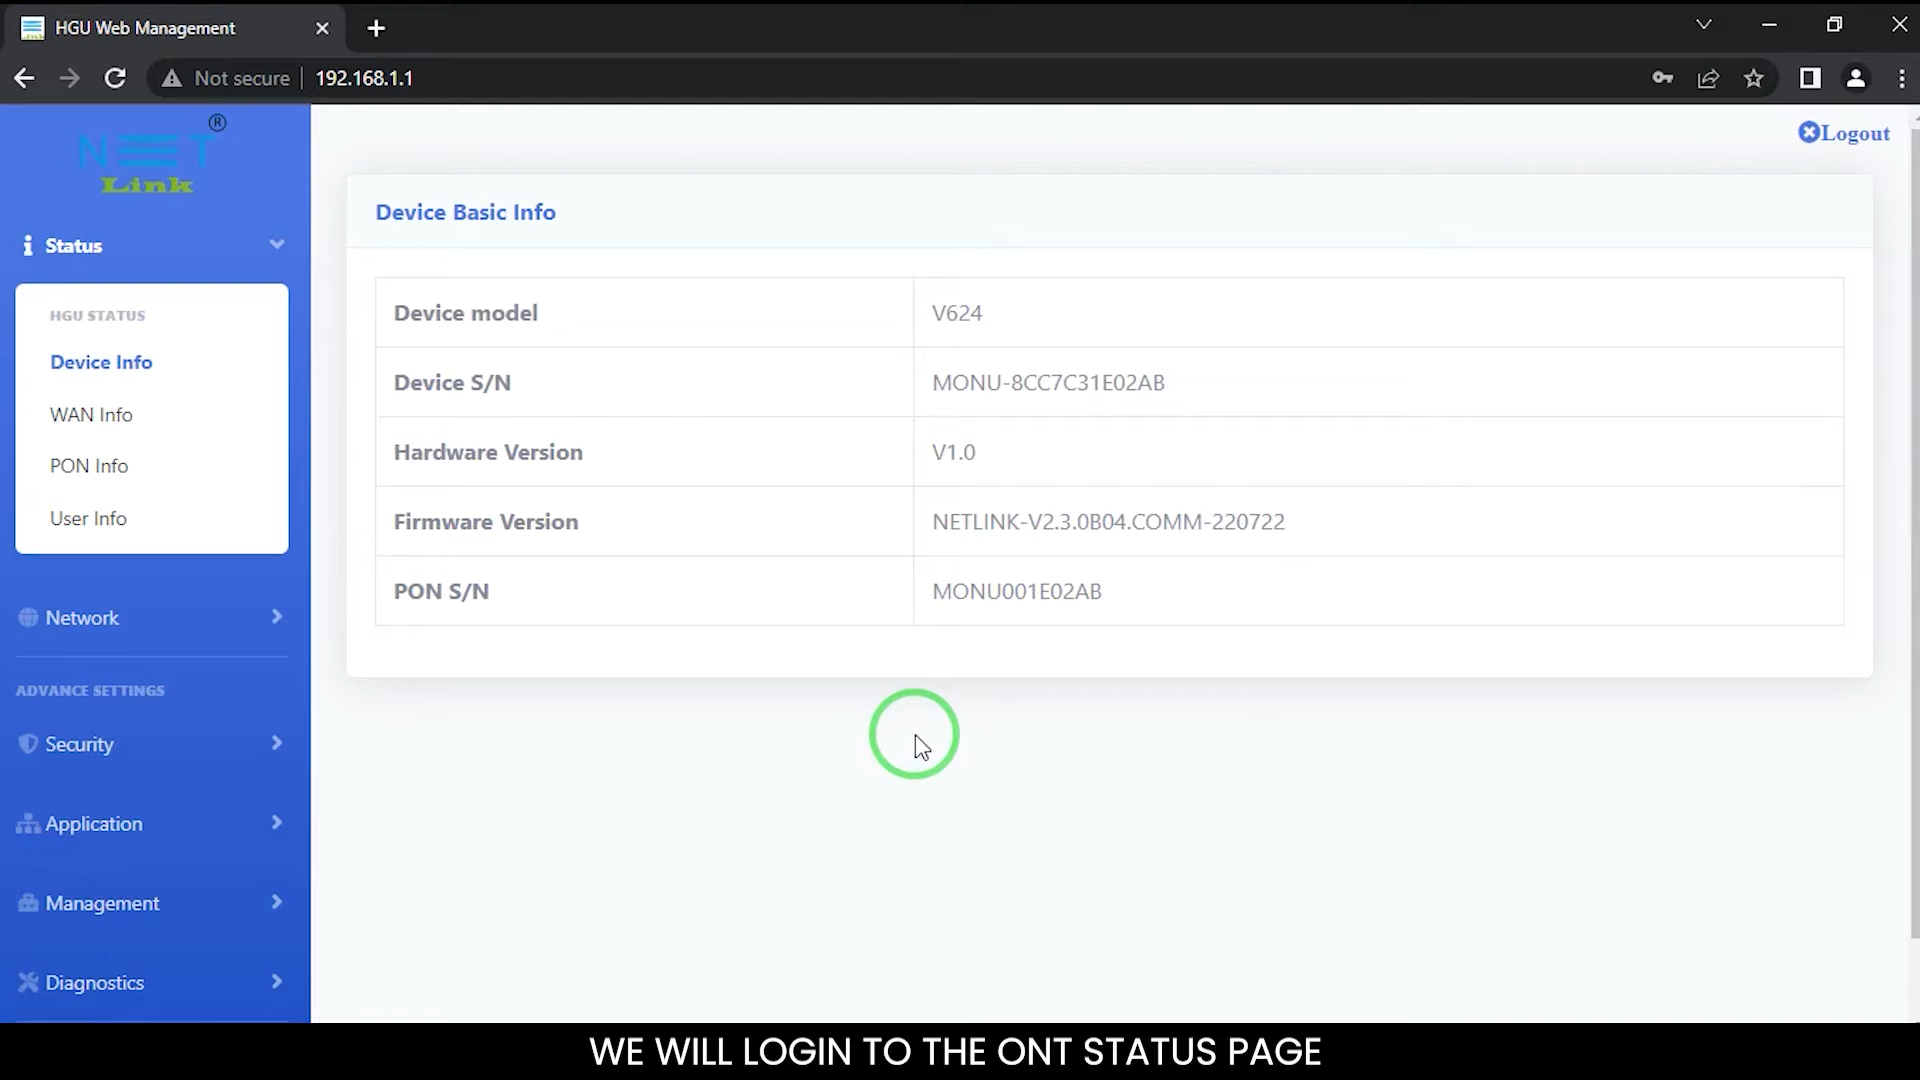 HGU Web Management
Not secure
192.168.1.1
NET
Link
®
Logout
Status
HGU STATUS
Device Info
WAN Info
PON Info
User Info
Network
ADVANCE SETTINGS
Security
Application
Management
Diagnostics
Device Basic Info
Device model V624
Device S/N MONU-8CC7C31E02AB
Hardware Version V1.0
Firmware Version NETLINK-V2.3.0B04.COMM-220722
PON S/N MONU001E02AB
WE WILL LOGIN TO THE ONT STATUS PAGE